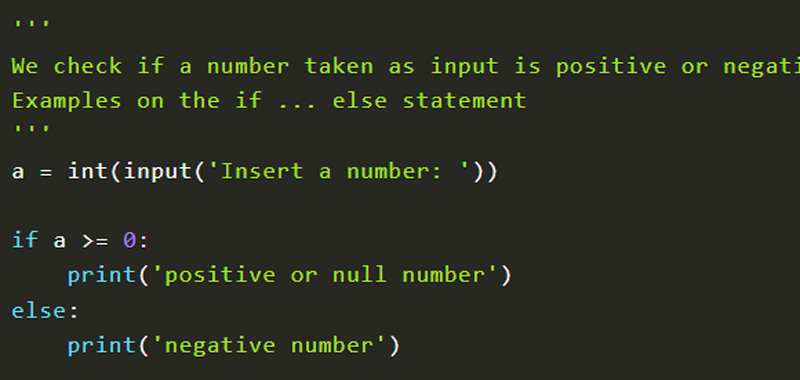 '''
We check if a number taken as input is positive or negati
Examples on the if ... else statement
'''
a = int(input('Insert a number: '))
if a >= 0:
    print('positive or null number')
else:
    print('negative number')